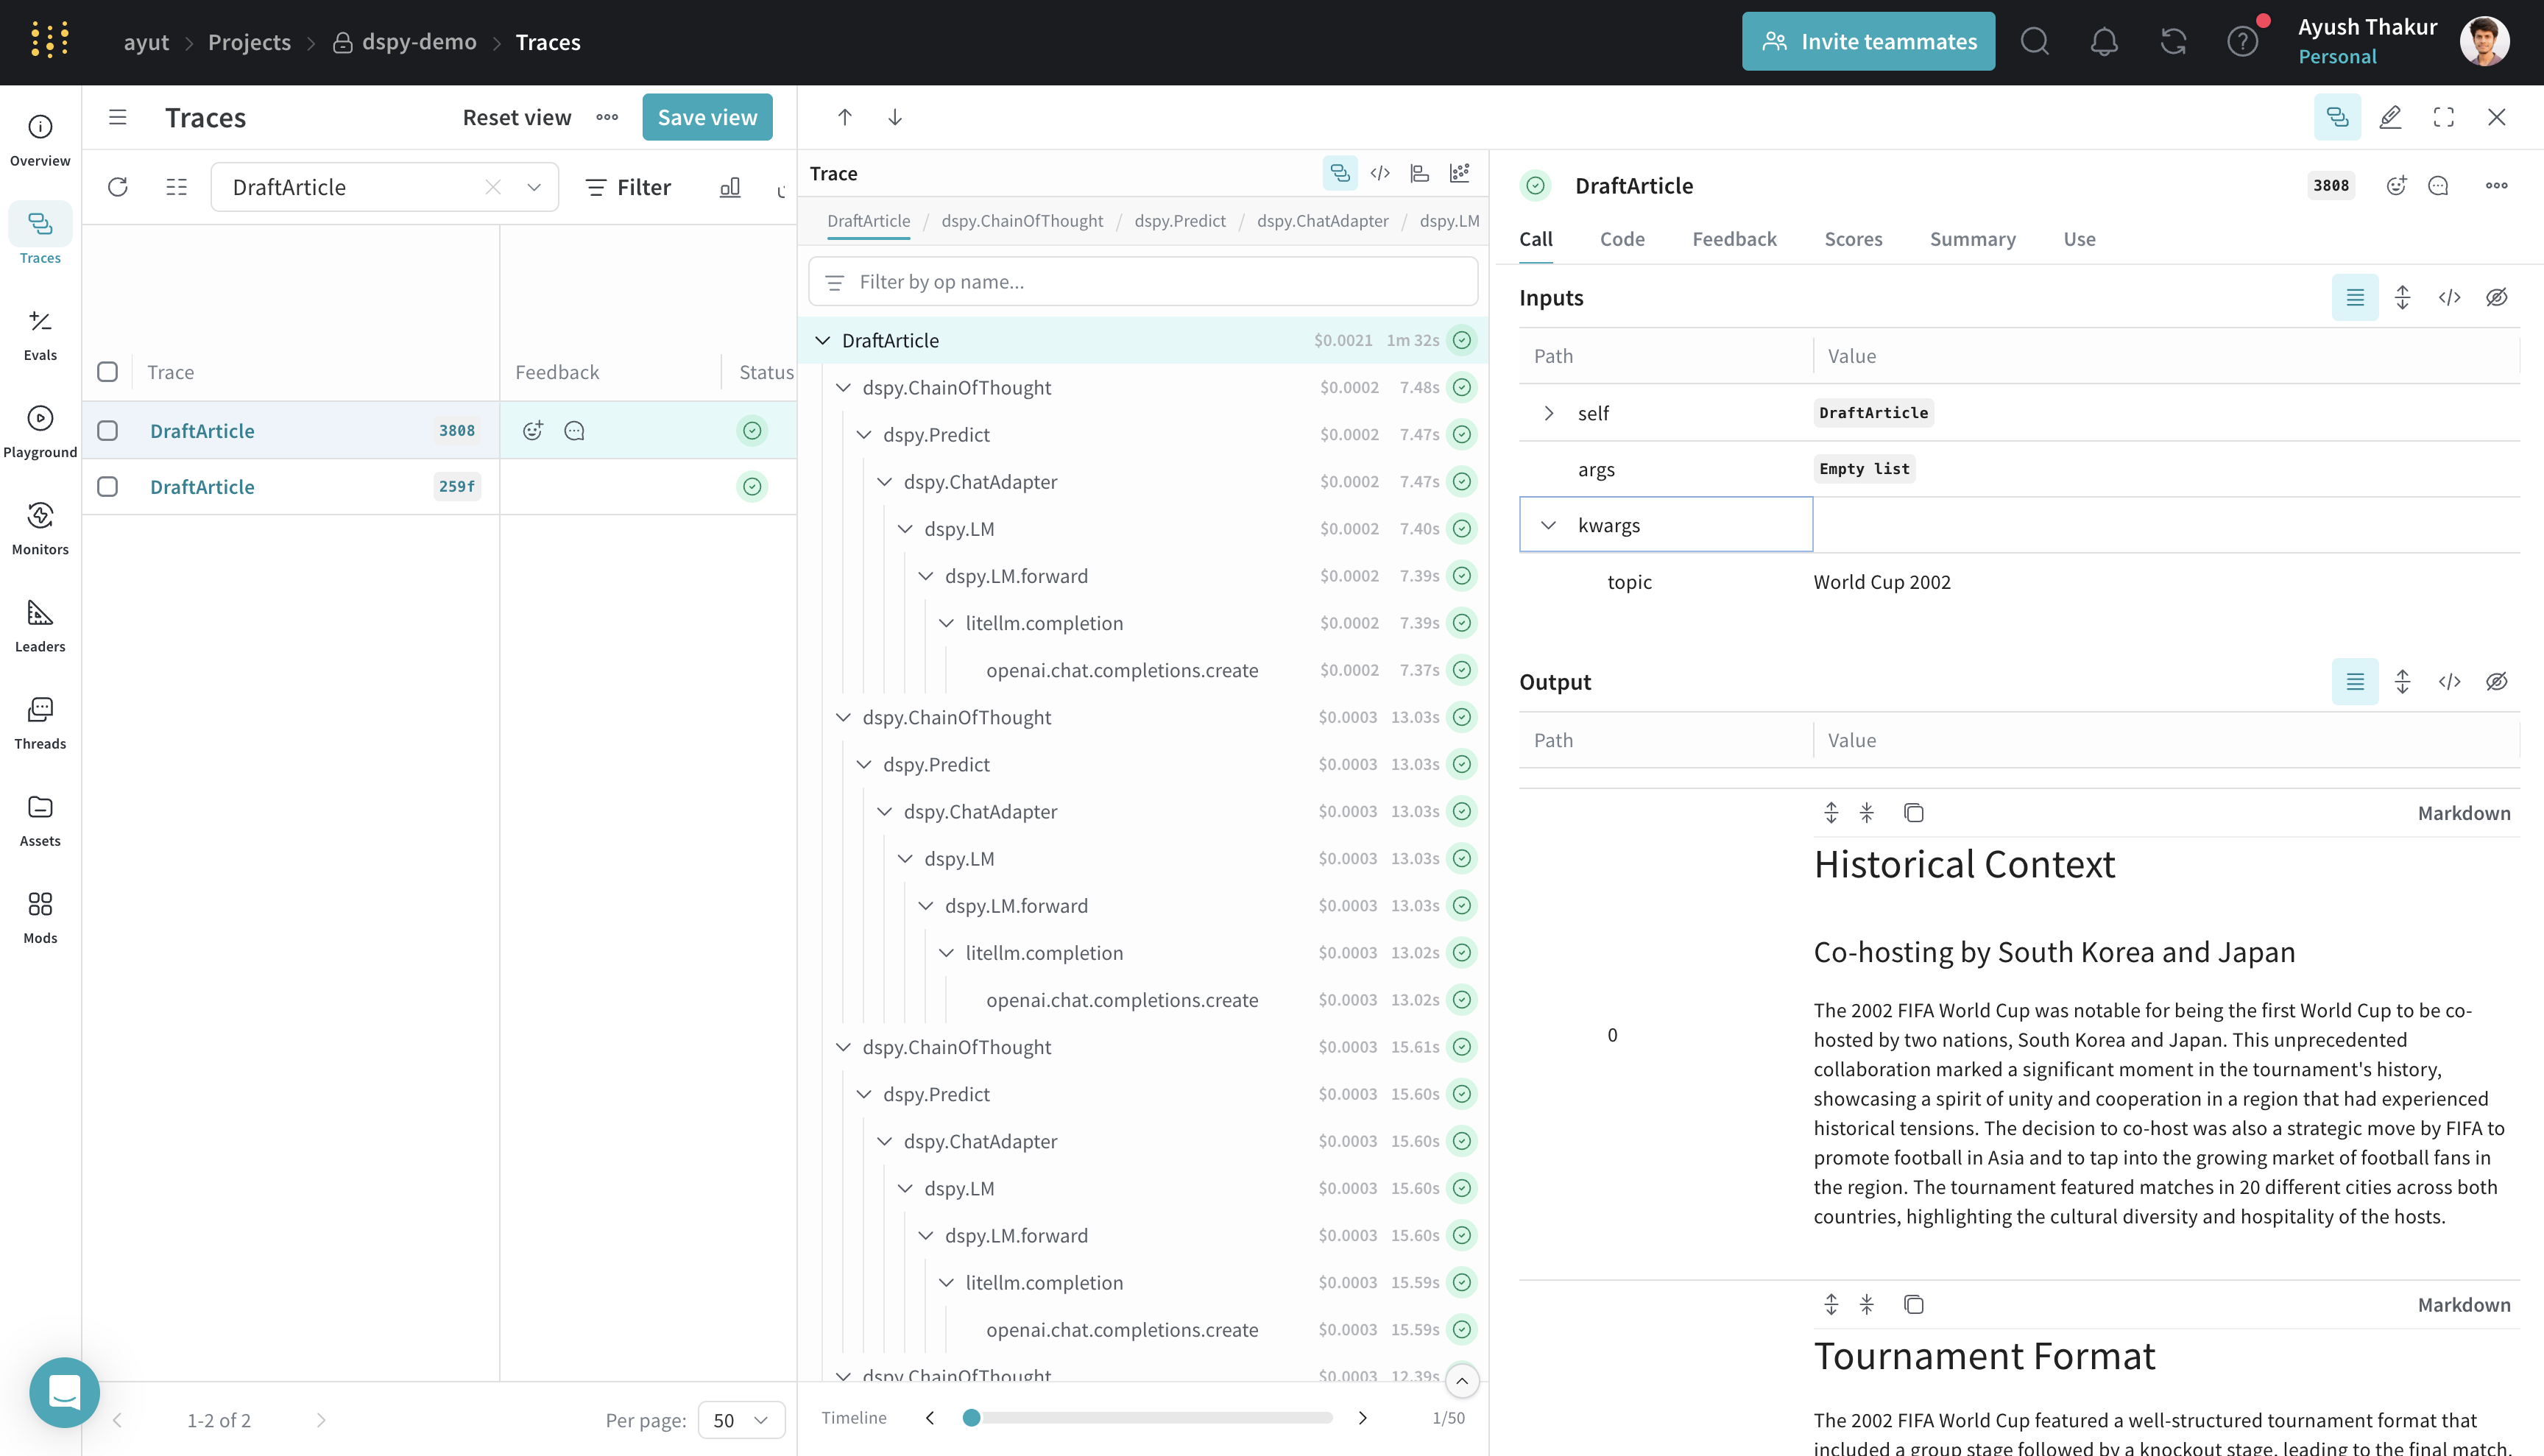 ayut
Projects
dspy-demo
Traces
Invite teammates
Ayush Thakur
Personal
Overview
Traces
Evals
Playground
Monitors
Leaders
Threads
Assets
Mods
Traces
Reset view
Save view
DraftArticle
Filter
Trace
Feedback
Status
DraftArticle 3808
DraftArticle 259f
1-2 of 2
Per page: 50
Trace
DraftArticle / dspy.ChainOfThought / dspy.Predict / dspy.ChatAdapter / dspy.LM
Filter by op name...
DraftArticle $0.0021 1m 32s
dspy.ChainOfThought $0.0002 7.48s
dspy.Predict $0.0002 7.47s
dspy.ChatAdapter $0.0002 7.47s
dspy.LM $0.0002 7.40s
dspy.LM.forward $0.0002 7.39s
litellm.completion $0.0002 7.39s
openai.chat.completions.create $0.0002 7.37s
dspy.ChainOfThought $0.0003 13.03s
dspy.Predict $0.0003 13.03s
dspy.ChatAdapter $0.0003 13.03s
dspy.LM $0.0003 13.03s
dspy.LM.forward $0.0003 13.03s
litellm.completion $0.0003 13.02s
openai.chat.completions.create $0.0003 13.02s
dspy.ChainOfThought $0.0003 15.61s
dspy.Predict $0.0003 15.60s
dspy.ChatAdapter $0.0003 15.60s
dspy.LM $0.0003 15.60s
dspy.LM.forward $0.0003 15.60s
litellm.completion $0.0003 15.59s
openai.chat.completions.create $0.0003 15.59s
dspy.ChainOfThought $0.0003 12.39s
Timeline
1/50
DraftArticle
3808
Call
Code
Feedback
Scores
Summary
Use
Inputs
Path
Value
self DraftArticle
args Empty list
kwargs
topic World Cup 2002
Output
Path
Value
Markdown
0
Historical Context
Co-hosting by South Korea and Japan
The 2002 FIFA World Cup was notable for being the first World Cup to be co-
hosted by two nations, South Korea and Japan. This unprecedented
collaboration marked a significant moment in the tournament's history,
showcasing a spirit of unity and cooperation in a region that had experienced
historical tensions. The decision to co-host was also a strategic move by FIFA to
promote football in Asia and to tap into the growing market of football fans in
the region. The tournament featured matches in 20 different cities across both
countries, highlighting the cultural diversity and hospitality of the hosts.
Markdown
Tournament Format
The 2002 FIFA World Cup featured a well-structured tournament format that
included a group stage followed by a knockout stage, leading to the final match.